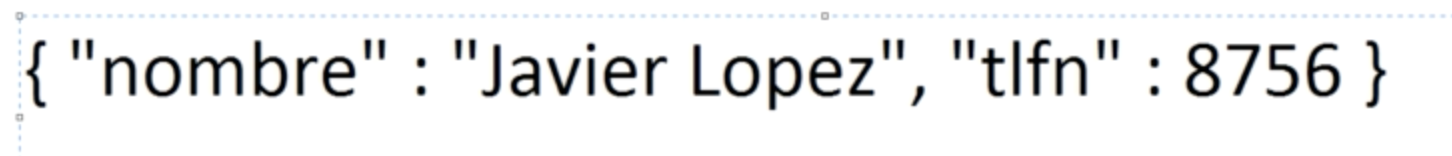 { "nombre" : "Javier Lopez", "tlfn" : 8756 }